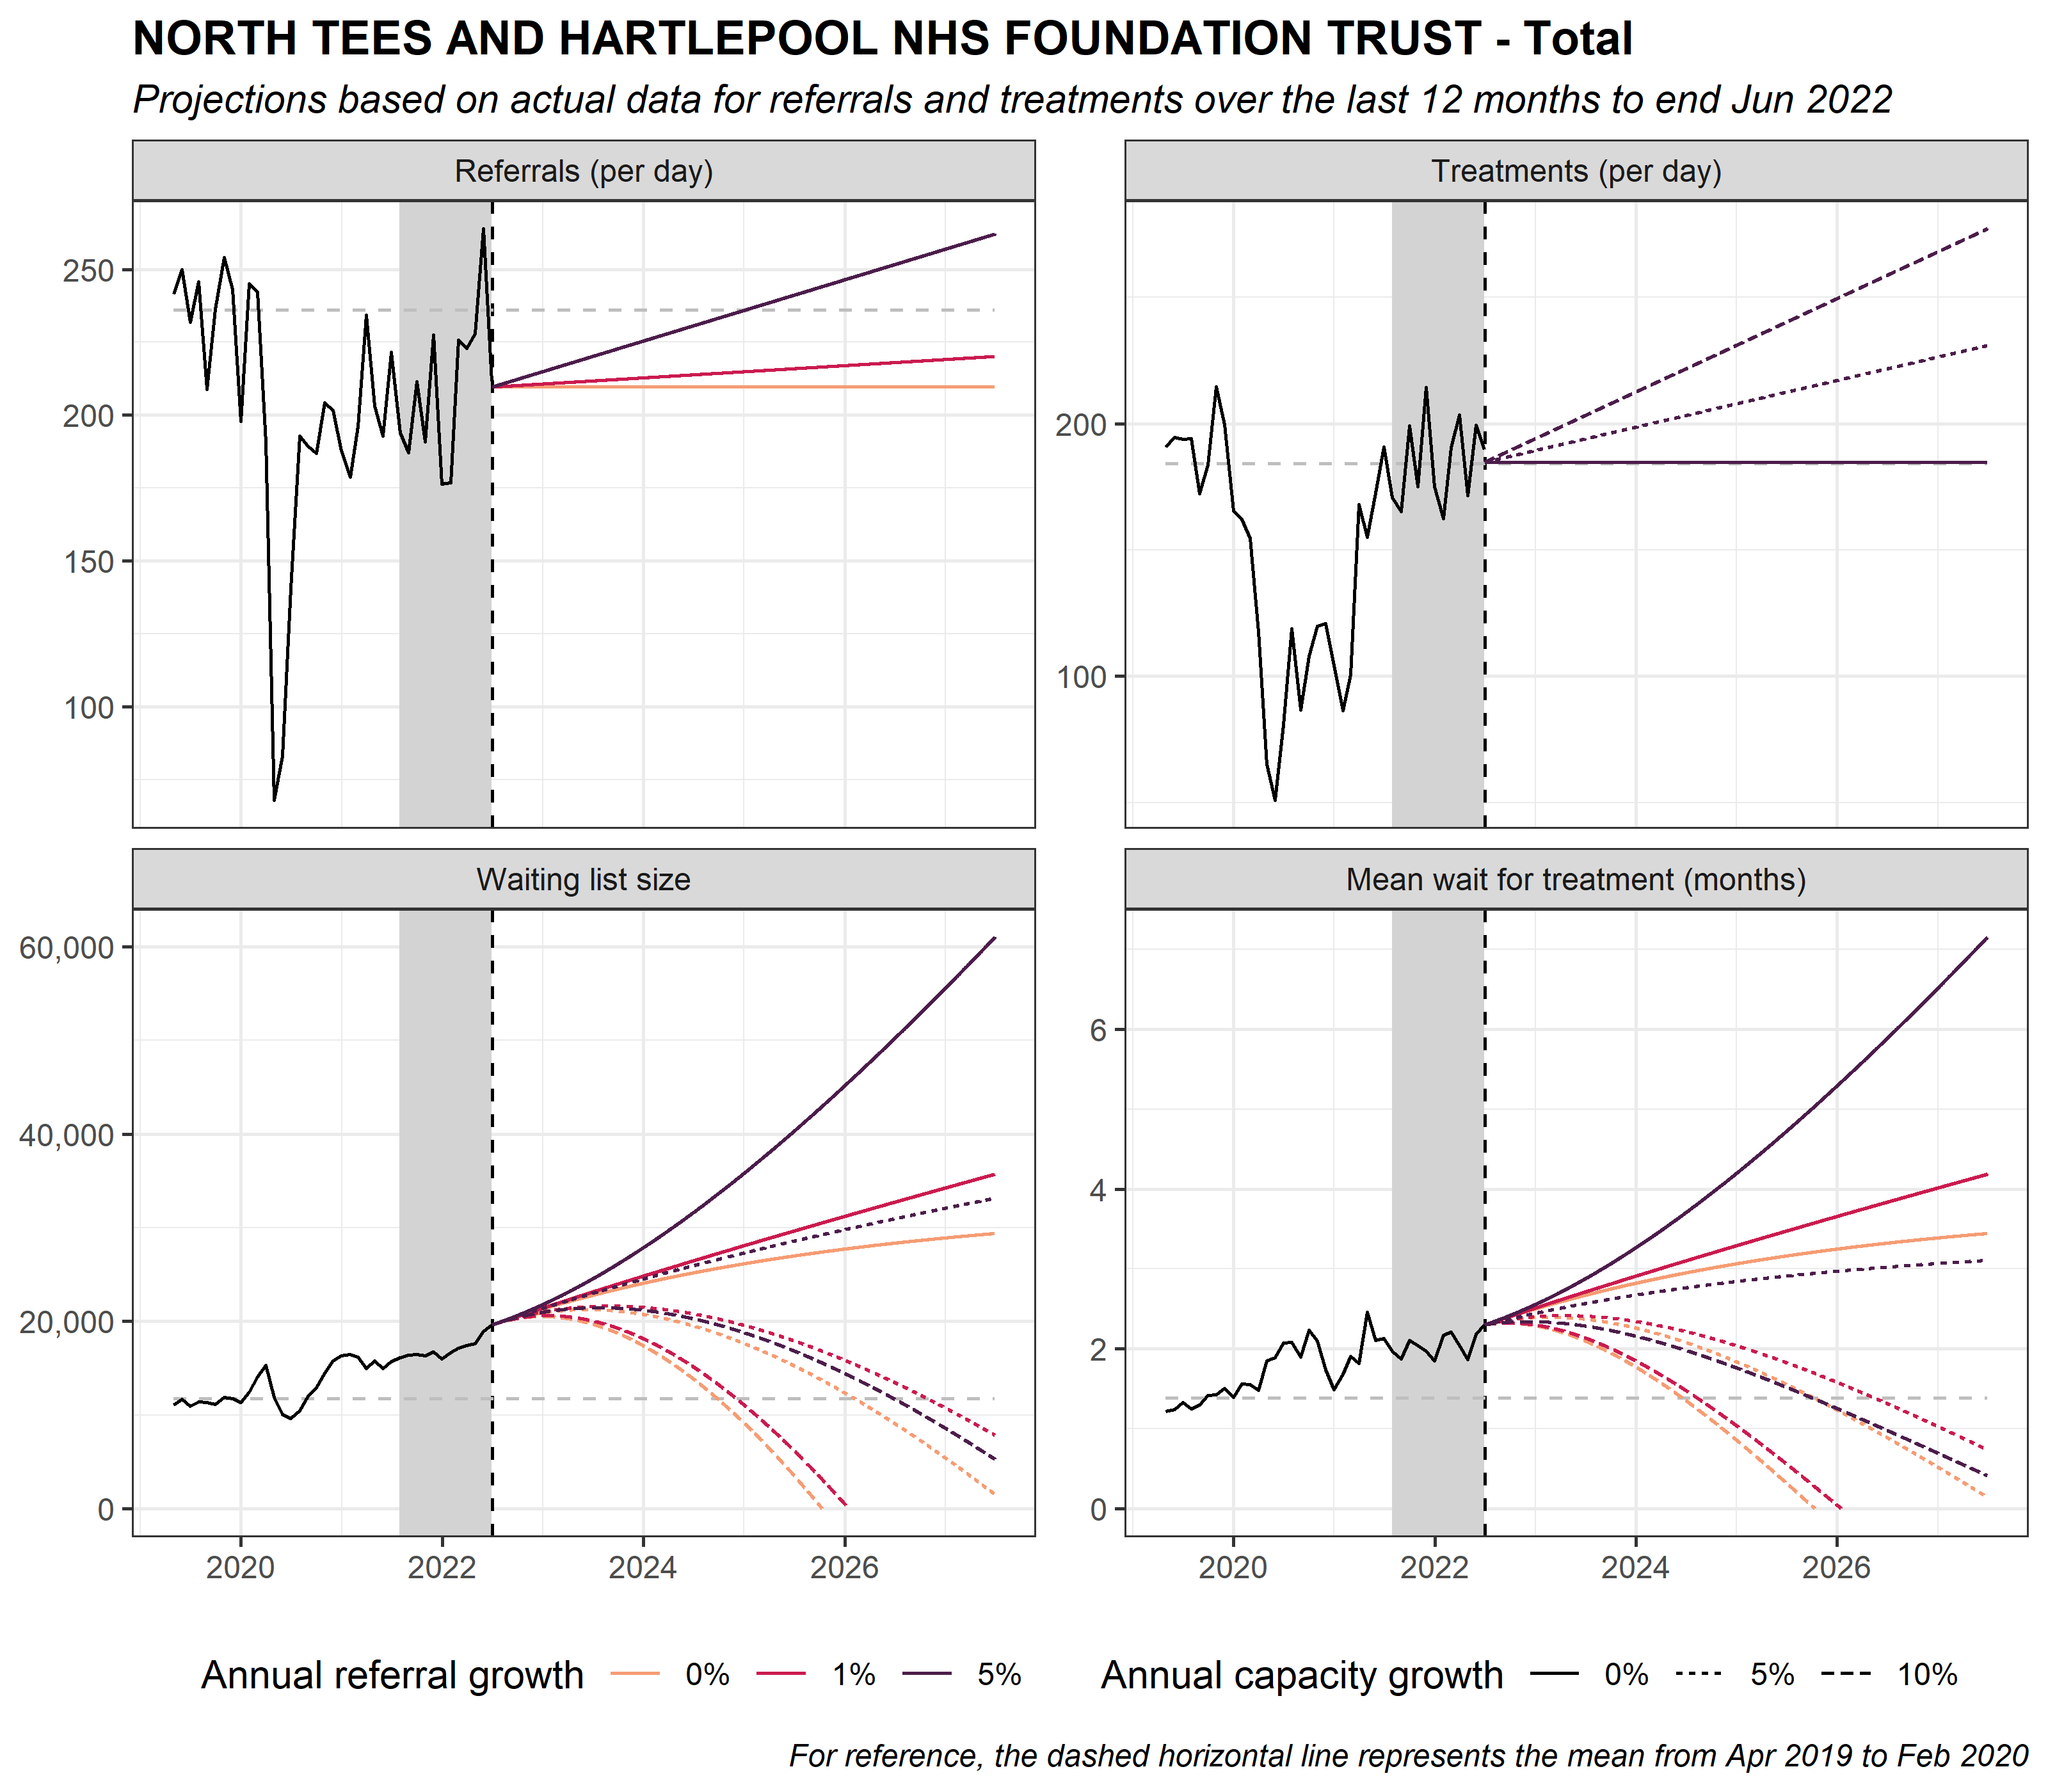 NORTH TEES AND HARTLEPOOL NHS FOUNDATION TRUST - Total
Projections based on actual data for referrals and treatments over the last 12 months to end Jun 2022
Referrals (per day)
250
200
150
100
Treatments (per day)
200
100
Waiting list size
60,000
40,000
20,000
0
2020 2022 2024 2026
Mean wait for treatment (months)
6
4
2
0
2020 2022 2024 2026
Annual referral growth 0% 1% 5%
Annual capacity growth 0% 5% 10%
For reference, the dashed horizontal line represents the mean from Apr 2019 to Feb 2020